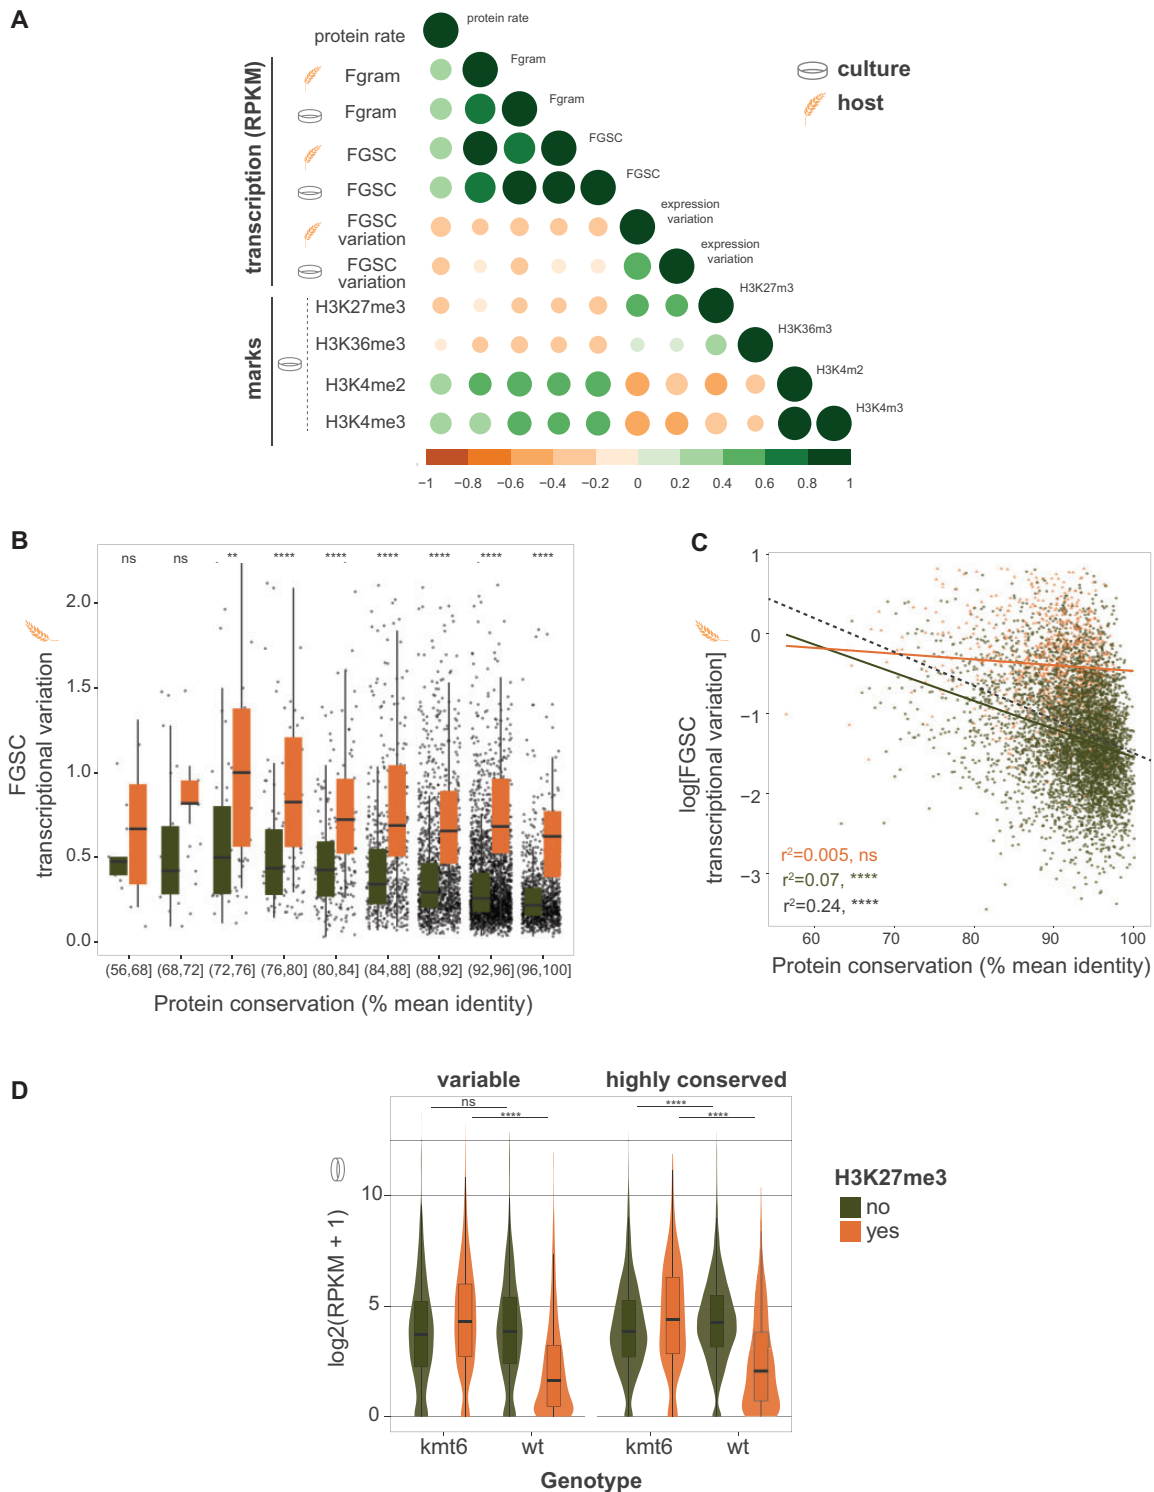 A
protein rate
protein rate
culture
host
transcription (RPKM)
Fgram
Fgram
Fgram
Fgram
FGSC
FGSC
FGSC
FGSC
FGSC
variation
expression
variation
FGSC
variation
expression
variation
marks
H3K27me3
H3K27m3
H3K36me3
H3K36m3
H3K4me2
H3K4m2
H3K4me3
H3K4m3
−1 −0.8 −0.6 −0.4 −0.2 0 0.2 0.4 0.6 0.8 1
B
FGSC
transcriptional variation
ns ns ** **** **** **** **** **** ****
2.0
1.5
1.0
0.5
0.0
(56,68] (68,72] (72,76] (76,80] (80,84] (84,88] (88,92] (92,96] (96,100]
Protein conservation (% mean identity)
C
log[FGSC
transcriptional variation]
1
0
−1
−2
−3
r²=0.005, ns
r²=0.07, ****
r²=0.24, ****
60 70 80 90 100
Protein conservation (% mean identity)
D
variable highly conserved
ns
****
****
****
log2(RPKM + 1)
10
5
0
kmt6 wt kmt6 wt
Genotype
H3K27me3
no
yes